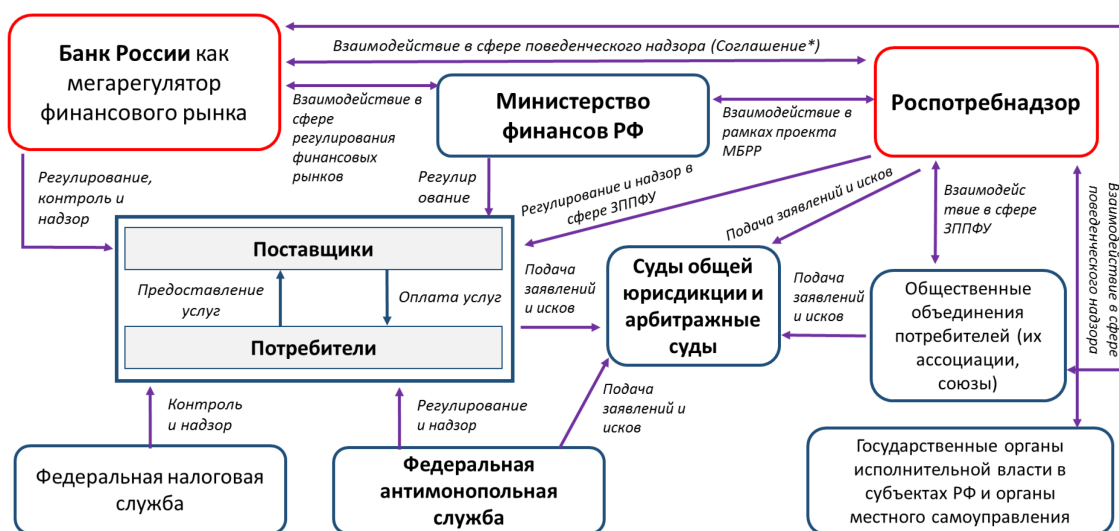 Банк России как
мегарегулятор
финансового рынка
Взаимодействие в сфере поведенческого надзора (Соглашение*)
Взаимодействие в
сфере
регулирования
финансовых
рынков
Министерство
финансов РФ
Взаимодействие в
рамках проекта
МБРР
Роспотребнадзор
Регулирование,
контроль и
надзор
Регулир
ование
Регулирование и надзор в
сфере ЗППФУ
Подача заявлений и исков
Взаимодейс
твие в сфере
ЗППФУ
Взаимодействие в сфере
поведенческого надзора
Поставщики
Предоставление
услуг
Оплата услуг
Потребители
Подача
заявлений
и исков
Суды общей
юрисдикции и
арбитражные
суды
Подача
заявлений
и исков
Общественные
объединения
потребителей (их
ассоциации,
союзы)
Контроль
и надзор
Регулирование
и надзор
Подача
заявлений и
исков
Федеральная налоговая
служба
Федеральная
антимонопольная
служба
Государственные органы
исполнительной власти в
субъектах РФ и органы
местного самоуправления